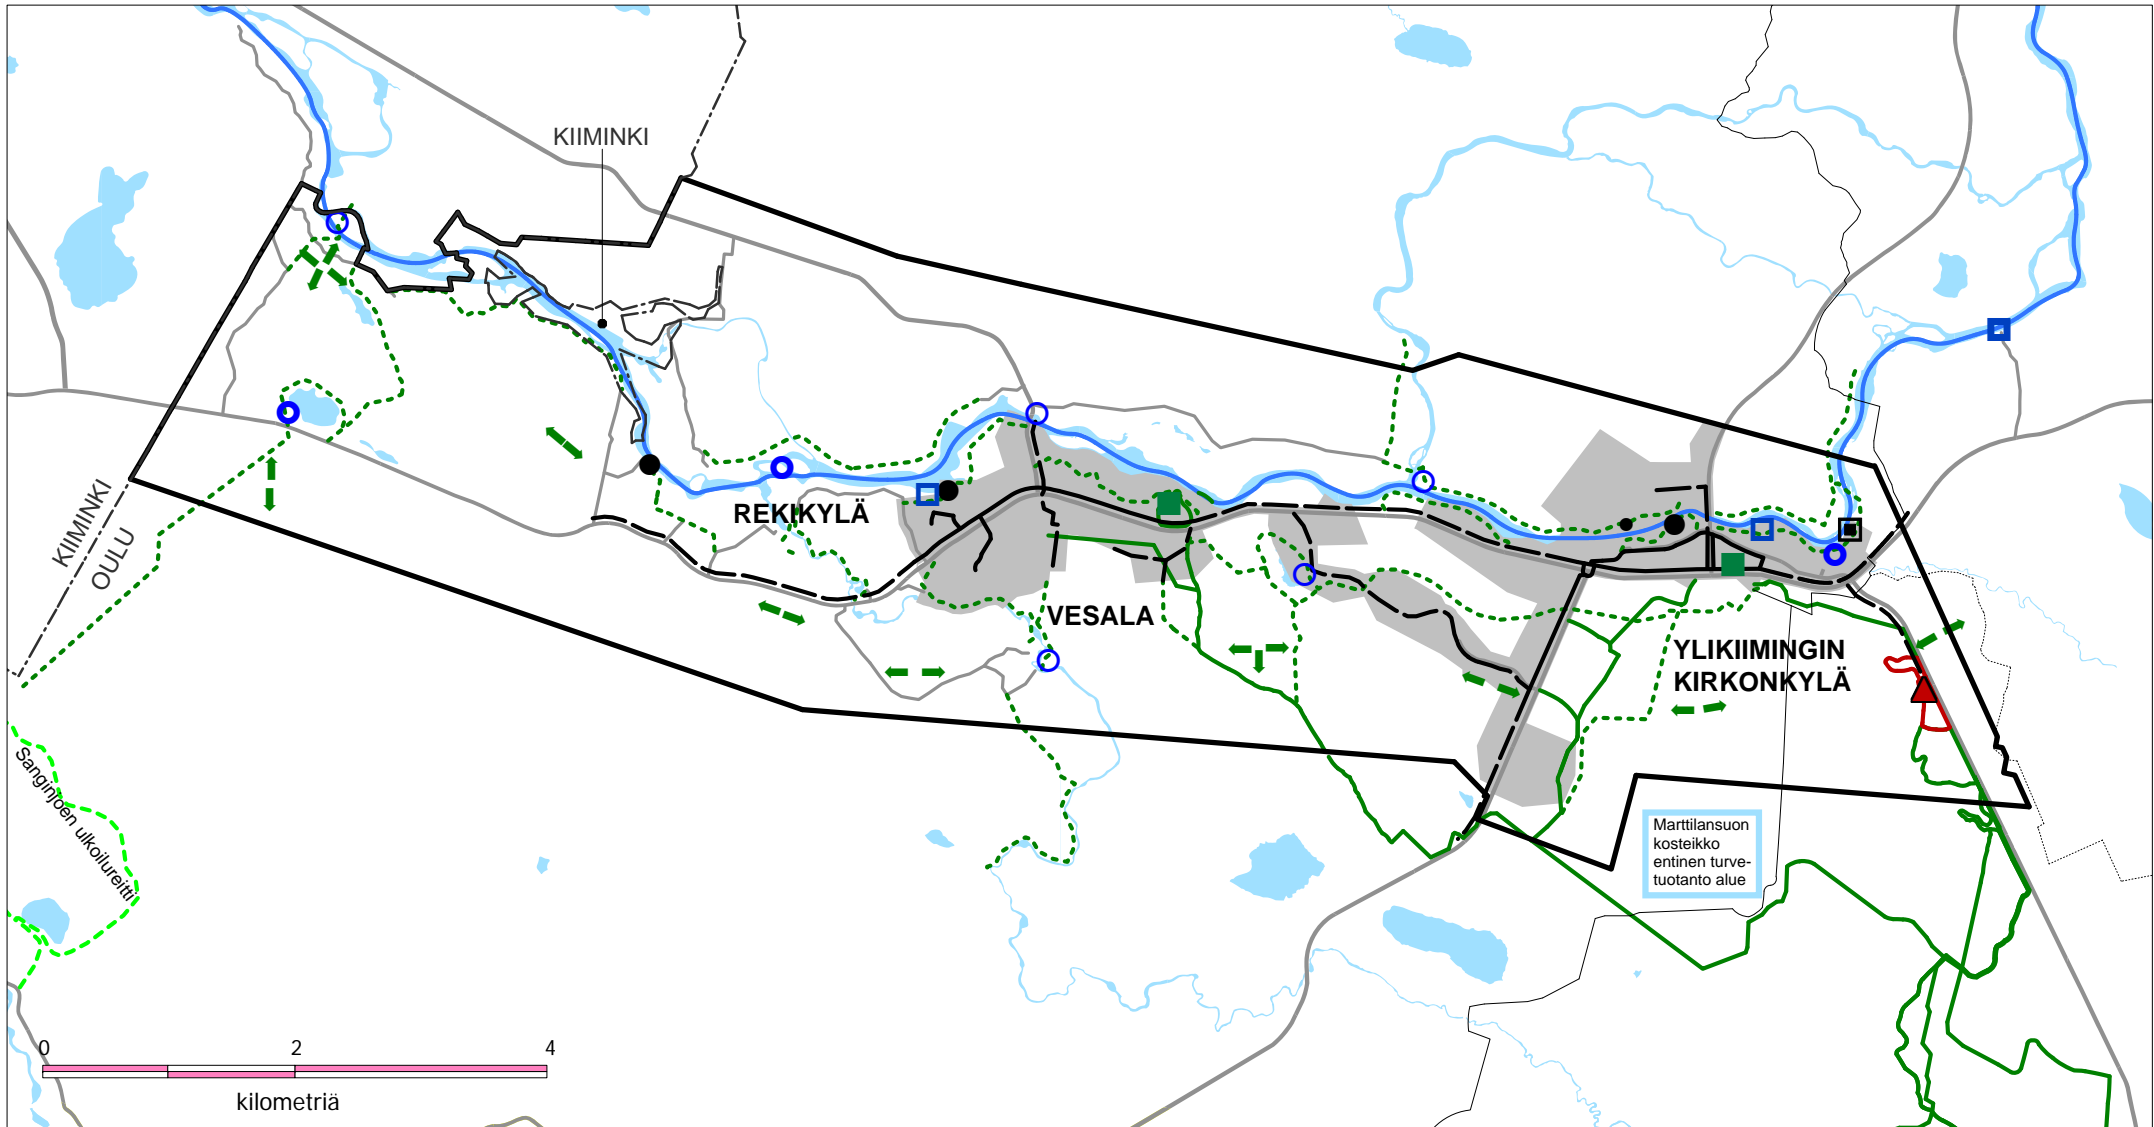 KIIMINKI
KIIMINKI
OULU
REKIKYLÄ
VESALA
YLIKIIMINGIN
KIRKONKYLÄ
Sanginjoen ulkoilureitti
Marttilansuon
kosteikko
entinen turve-
tuotanto alue
0 2 4
kilometriä